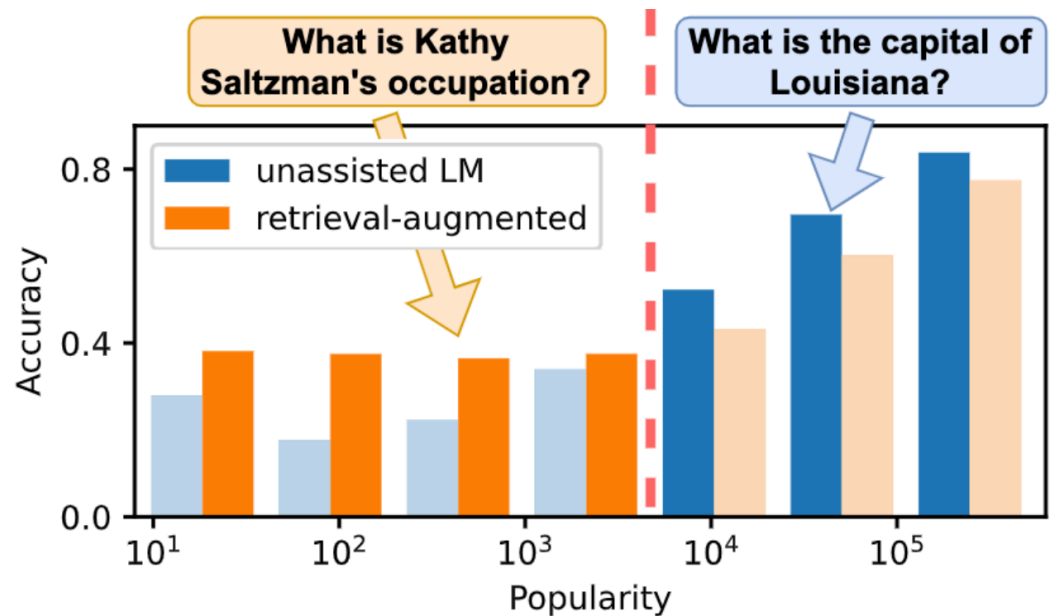 What is Kathy
Saltzman's occupation?
What is the capital of
Louisiana?
unassisted LM
retrieval-augmented
Accuracy
0.8
0.4
0.0
10¹
10²
10³
10⁴
10⁵
Popularity